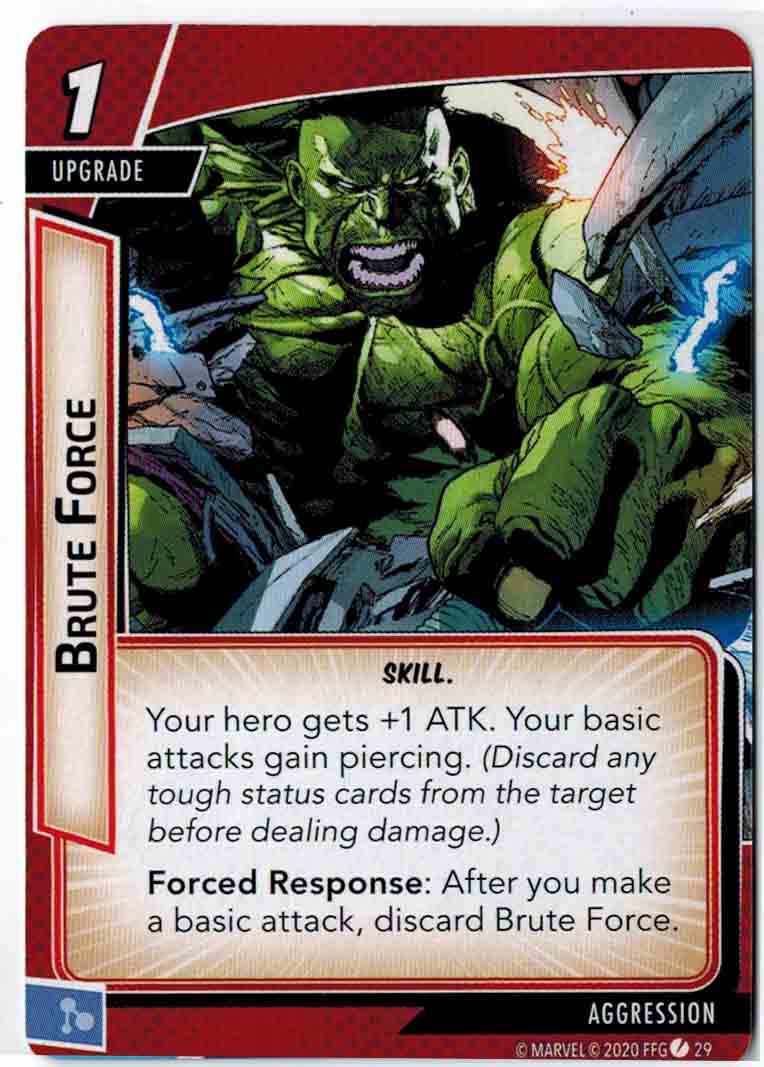 1
UPGRADE
BRUTE FORCE
SKILL.
Your hero gets +1 ATK. Your basic
attacks gain piercing. (Discard any
tough status cards from the target
before dealing damage.)
Forced Response: After you make
a basic attack, discard Brute Force.
AGGRESSION
© MARVEL © 2020 FFG 29